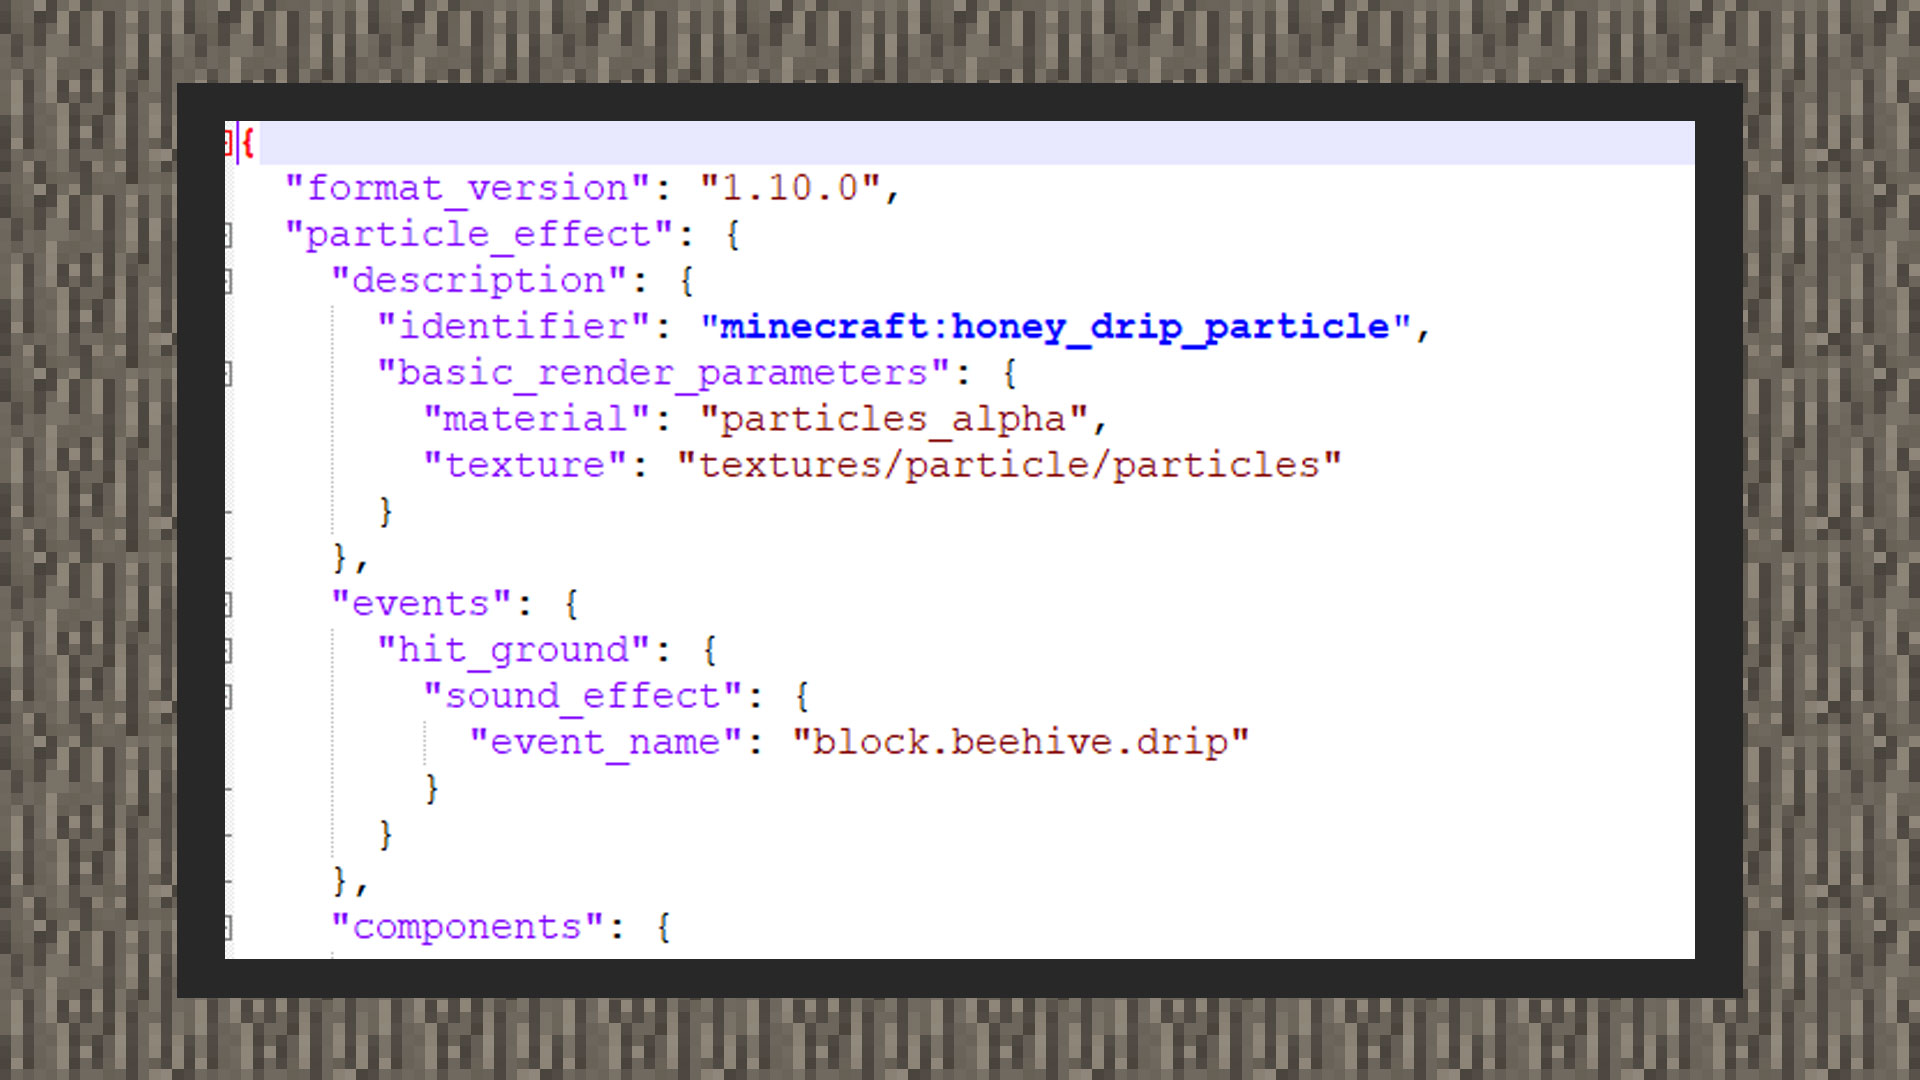 {
"format_version": "1.10.0",
"particle_effect": {
"description": {
"identifier": "minecraft:honey_drip_particle",
"basic_render_parameters": {
"material": "particles_alpha",
"texture": "textures/particle/particles"
}
},
"events": {
"hit_ground": {
"sound_effect": {
"event_name": "block.beehive.drip"
}
}
},
"components": {